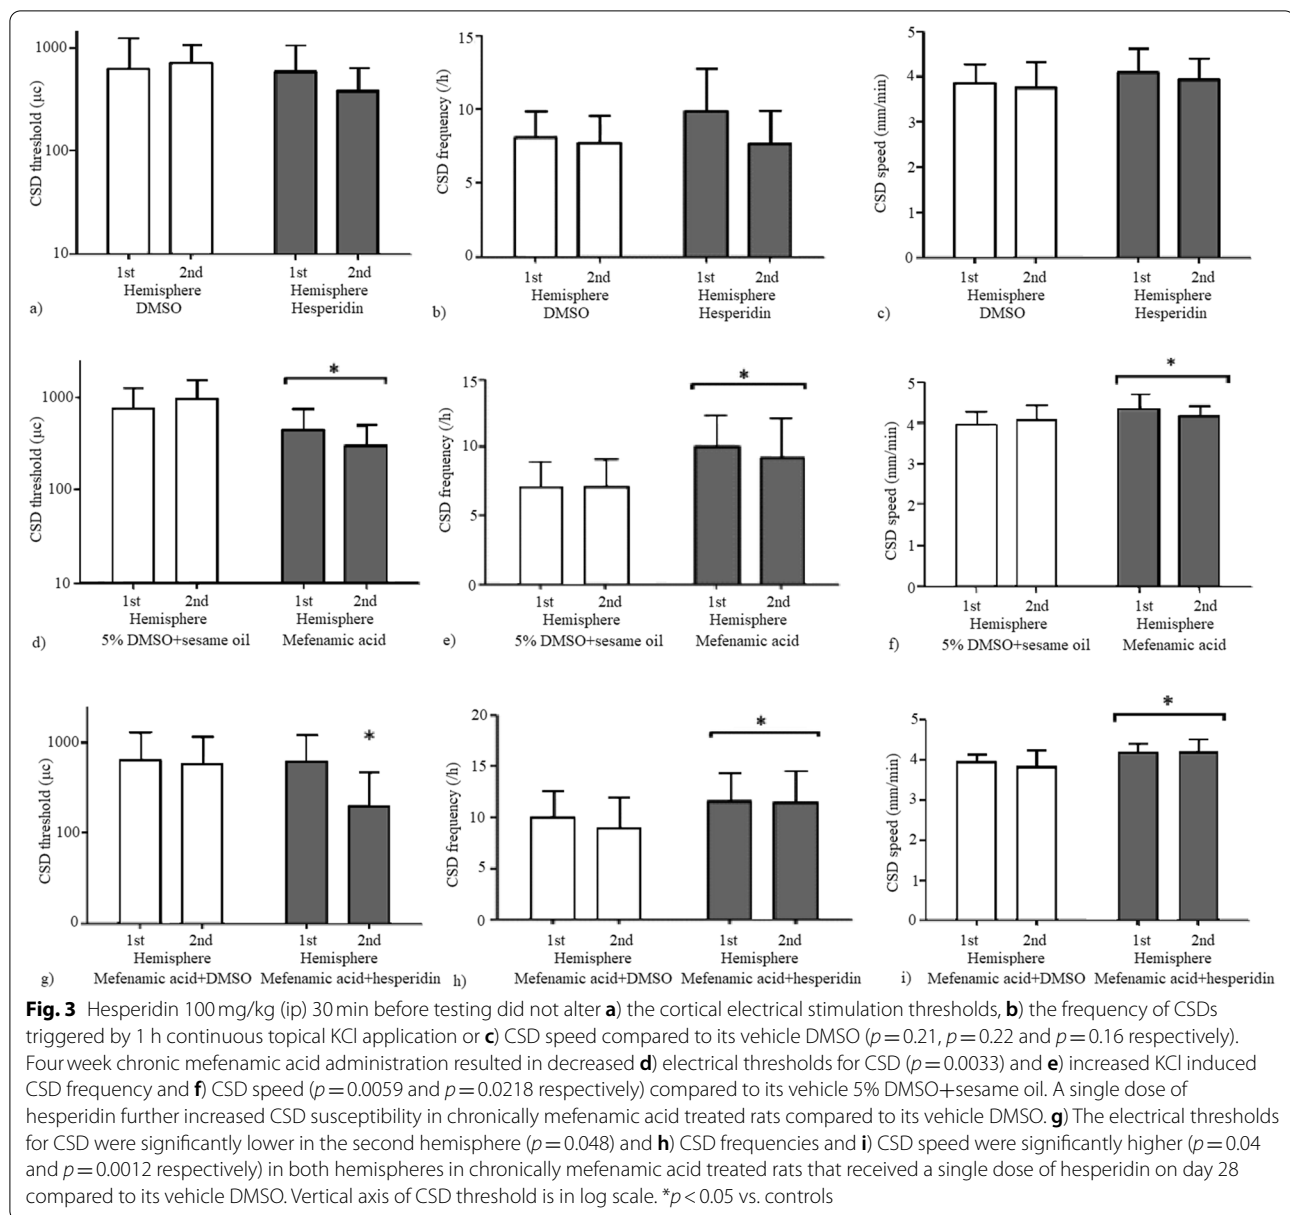 1000
100
10
CSD threshold (μc)
1st 2nd 1st 2nd
Hemisphere Hemisphere
DMSO Hesperidin
a)
15
10
5
0
CSD frequency (/h)
1st 2nd 1st 2nd
Hemisphere Hemisphere
DMSO Hesperidin
b)
5
4
3
2
1
0
CSD speed (mm/min)
1st 2nd 1st 2nd
Hemisphere Hemisphere
DMSO Hesperidin
c)
*
1000
100
10
CSD threshold (μc)
1st 2nd 1st 2nd
Hemisphere Hemisphere
5% DMSO+sesame oil Mefenamic acid
d)
*
15
10
5
0
CSD frequency (/h)
1st 2nd 1st 2nd
Hemisphere Hemisphere
5% DMSO+sesame oil Mefenamic acid
e)
*
5
4
3
2
1
0
CSD speed (mm/min)
1st 2nd 1st 2nd
Hemisphere Hemisphere
5% DMSO+sesame oil Mefenamic acid
f)
*
1000
100
0
CSD threshold (μc)
1st 2nd 1st 2nd
Hemisphere Hemisphere
Mefenamic acid+DMSO Mefenamic acid+hesperidin
g)
*
20
15
10
5
0
CSD frequency (/h)
1st 2nd 1st 2nd
Hemisphere Hemisphere
Mefenamic acid+DMSO Mefenamic acid+hesperidin
h)
*
5
4
3
2
1
0
CSD speed (mm/min)
1st 2nd 1st 2nd
Hemisphere Hemisphere
Mefenamic acid+DMSO Mefenamic acid+hesperidin
i)
Fig. 3 Hesperidin 100 mg/kg (ip) 30 min before testing did not alter a) the cortical electrical stimulation thresholds, b) the frequency of CSDs
triggered by 1 h continuous topical KCl application or c) CSD speed compared to its vehicle DMSO (p = 0.21, p = 0.22 and p = 0.16 respectively).
Four week chronic mefenamic acid administration resulted in decreased d) electrical thresholds for CSD (p = 0.0033) and e) increased KCl induced
CSD frequency and f) CSD speed (p = 0.0059 and p = 0.0218 respectively) compared to its vehicle 5% DMSO+sesame oil. A single dose of
hesperidin further increased CSD susceptibility in chronically mefenamic acid treated rats compared to its vehicle DMSO. g) The electrical thresholds
for CSD were significantly lower in the second hemisphere (p = 0.048) and h) CSD frequencies and i) CSD speed were significantly higher (p = 0.04
and p = 0.0012 respectively) in both hemispheres in chronically mefenamic acid treated rats that received a single dose of hesperidin on day 28
compared to its vehicle DMSO. Vertical axis of CSD threshold is in log scale. *p < 0.05 vs. controls